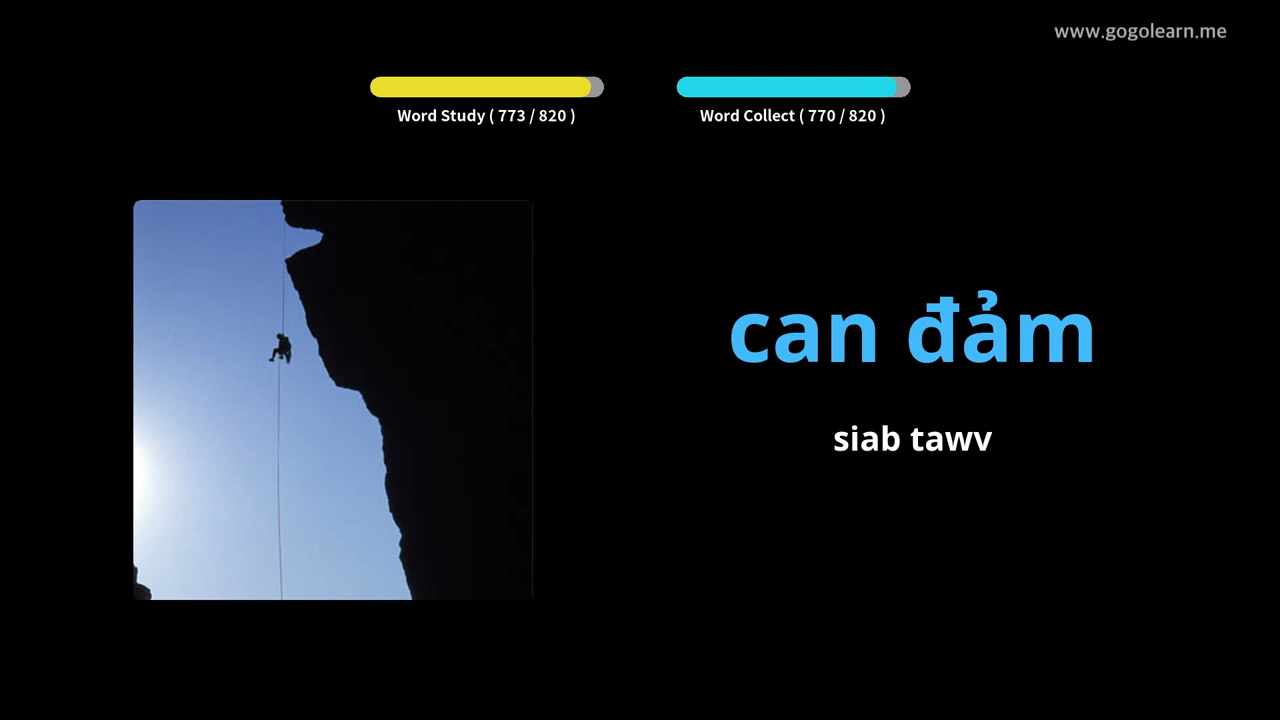 www.gogolearn.me
Word Study ( 773 / 820 )
Word Collect ( 770 / 820 )
can đảm
siab tawv